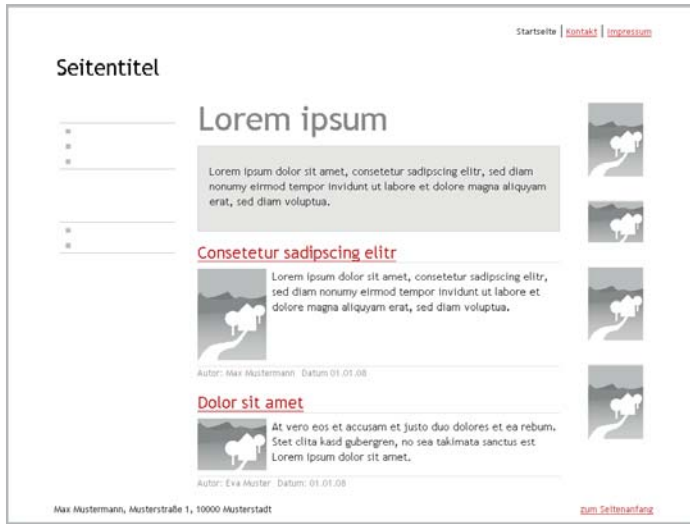 Startseite | Kontakt | Impressum
Seitentitel
Lorem ipsum
Lorem ipsum dolor sit amet, consetetur sadipscing elitr, sed diam
nonumy eirmod tempor invidunt ut labore et dolore magna aliquyam
erat, sed diam voluptua.
Consetetur sadipscing elitr
Lorem ipsum dolor sit amet, consetetur sadipscing elitr,
sed diam nonumy eirmod tempor invidunt ut labore et
dolore magna aliquyam erat, sed diam voluptua.
Autor: Max Mustermann Datum 01.01.08
Dolor sit amet
At vero eos et accusam et justo duo dolores et ea rebum.
Stet clita kasd gubergren, no sea takimata sanctus est
Lorem ipsum dolor sit amet.
Autor: Eva Muster Datum: 01.01.08
Max Mustermann, Musterstraße 1, 10000 Musterstadt
zum Seitenanfang